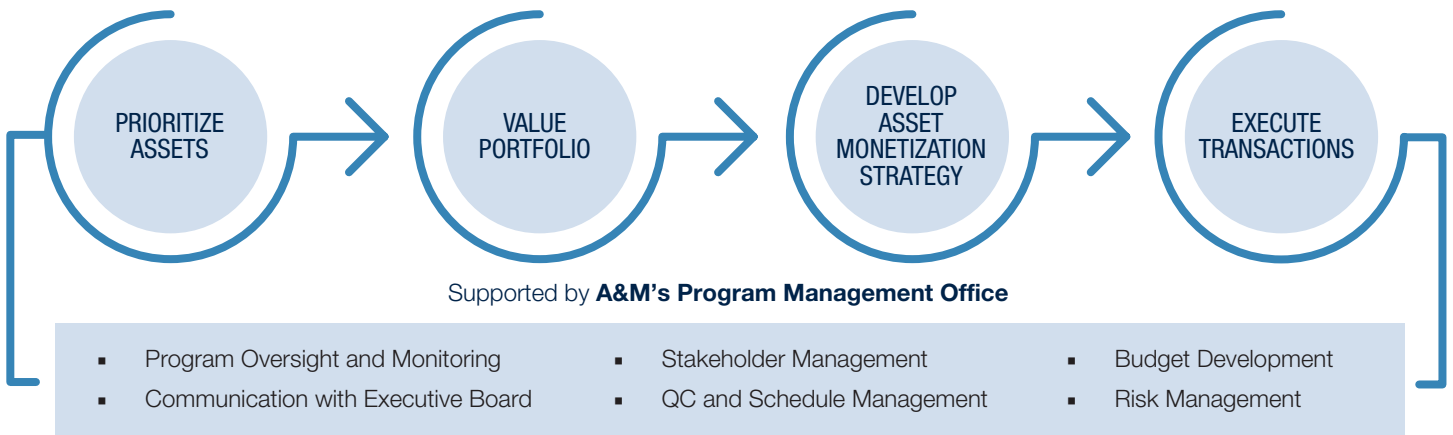 PRIORITIZE
ASSETS
VALUE
PORTFOLIO
DEVELOP
ASSET
MONETIZATION
STRATEGY
EXECUTE
TRANSACTIONS
Supported by A&M's Program Management Office
▪ Program Oversight and Monitoring
▪ Communication with Executive Board
▪ Stakeholder Management
▪ QC and Schedule Management
▪ Budget Development
▪ Risk Management